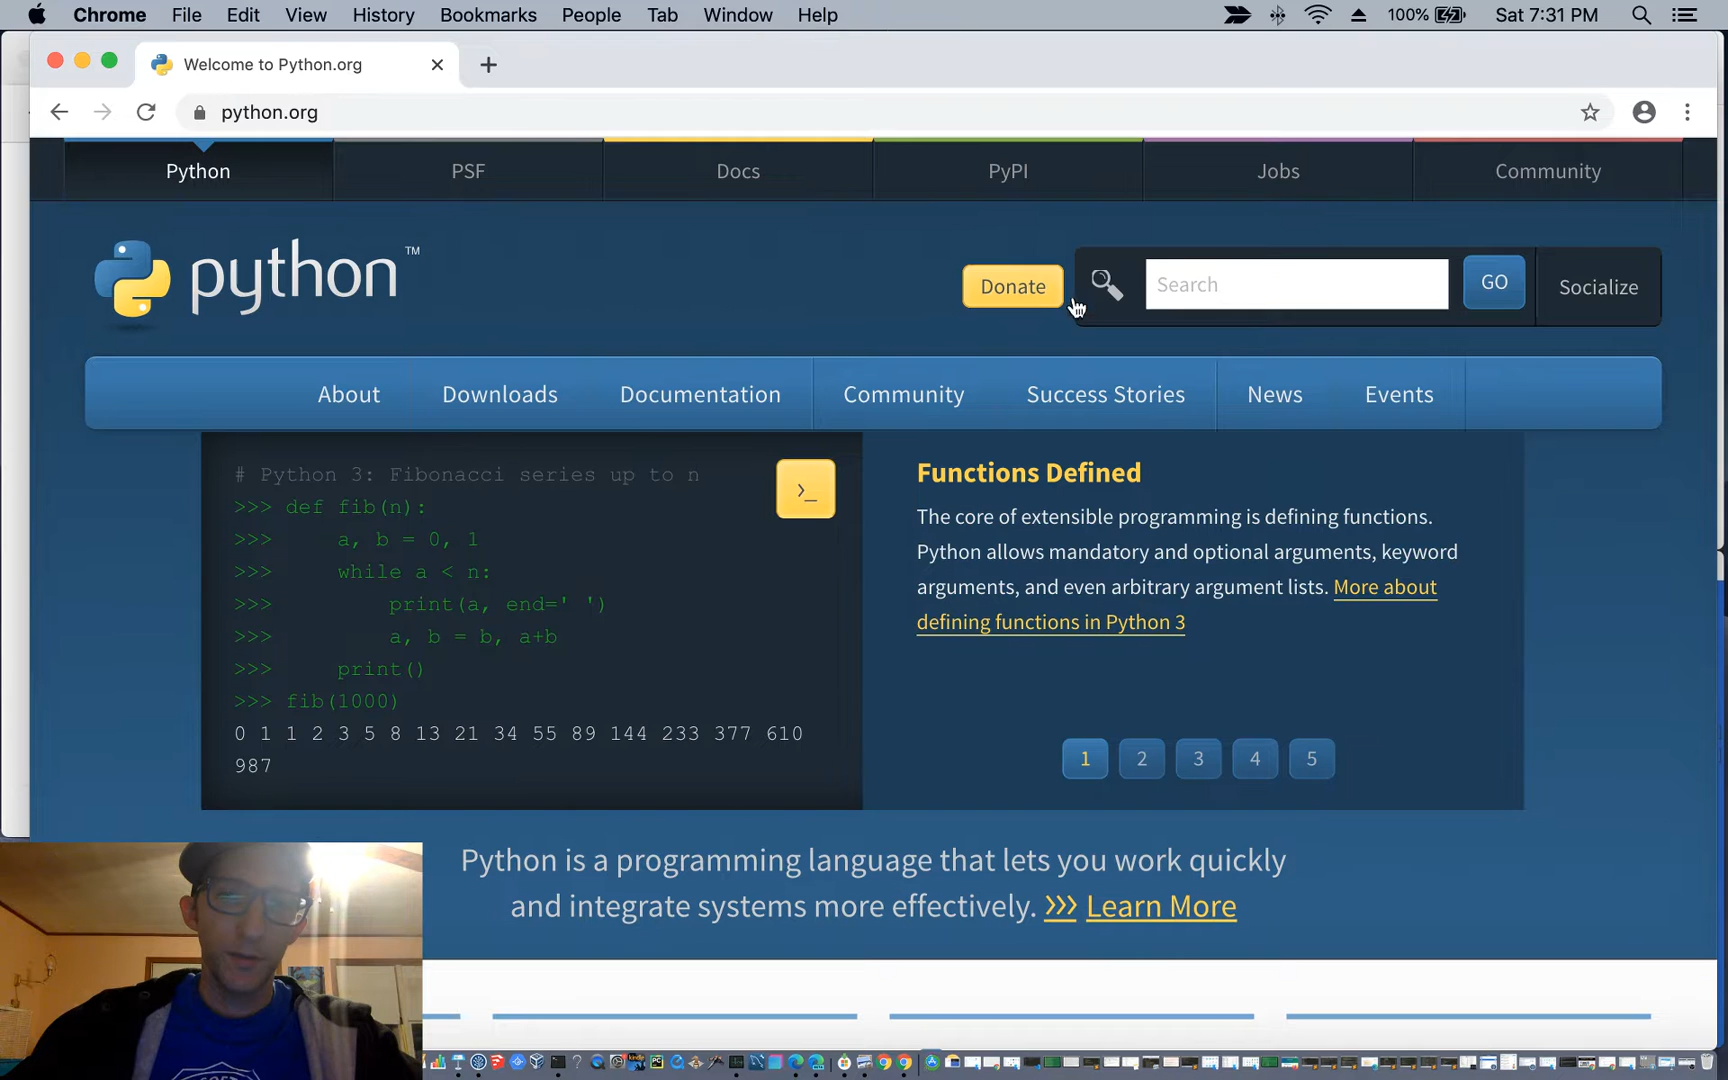 Chrome File Edit View History Bookmarks People Tab Window Help 100% Sat 7:31 PM
Welcome to Python.org
python.org
Python PSF Docs PyPI Jobs Community
python™
Donate Search GO Socialize
About Downloads Documentation Community Success Stories News Events
# Python 3: Fibonacci series up to n
>>> def fib(n):
>>> a, b = 0, 1
>>> while a < n:
>>> print(a, end=' ')
>>> a, b = b, a+b
>>> print()
>>> fib(1000)
0 1 1 2 3 5 8 13 21 34 55 89 144 233 377 610
987
>_
Functions Defined
The core of extensible programming is defining functions.
Python allows mandatory and optional arguments, keyword
arguments, and even arbitrary argument lists. More about
defining functions in Python 3
1 2 3 4 5
Python is a programming language that lets you work quickly
and integrate systems more effectively. >>> Learn More